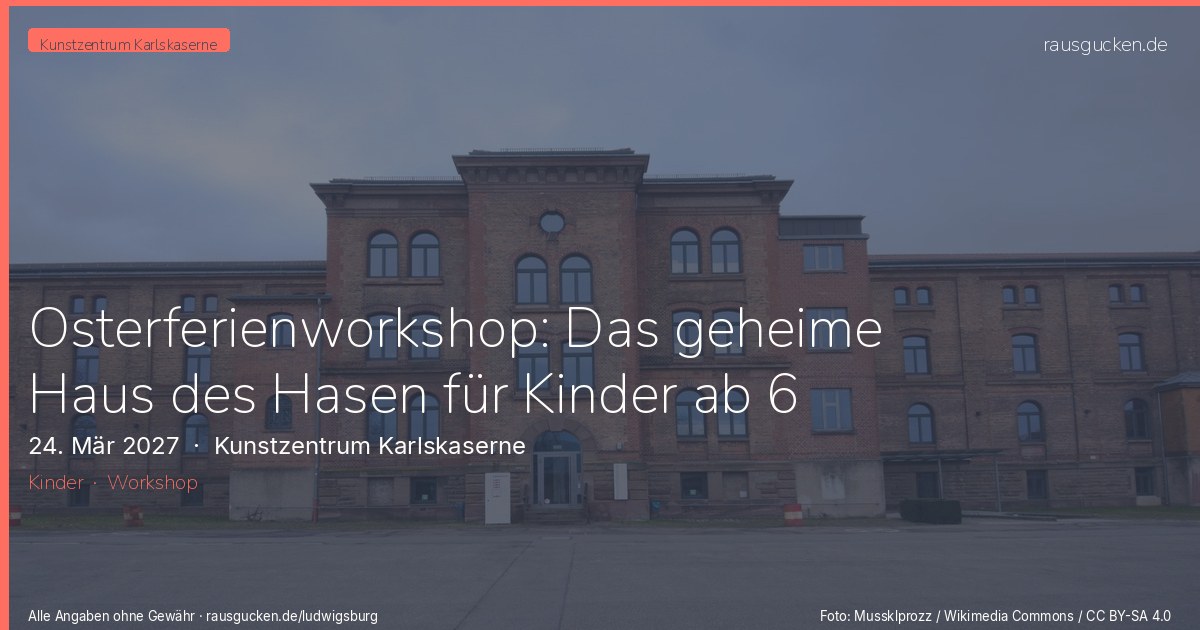 Kunstzentrum Karlskaserne
rausgucken.de
Osterferienworkshop: Das geheime
Haus des Hasen für Kinder ab 6
24. Mär 2027 · Kunstzentrum Karlskaserne
Kinder · Workshop
Alle Angaben ohne Gewähr · rausgucken.de/ludwigsburg
Foto: Mussklprozz / Wikimedia Commons / CC BY-SA 4.0